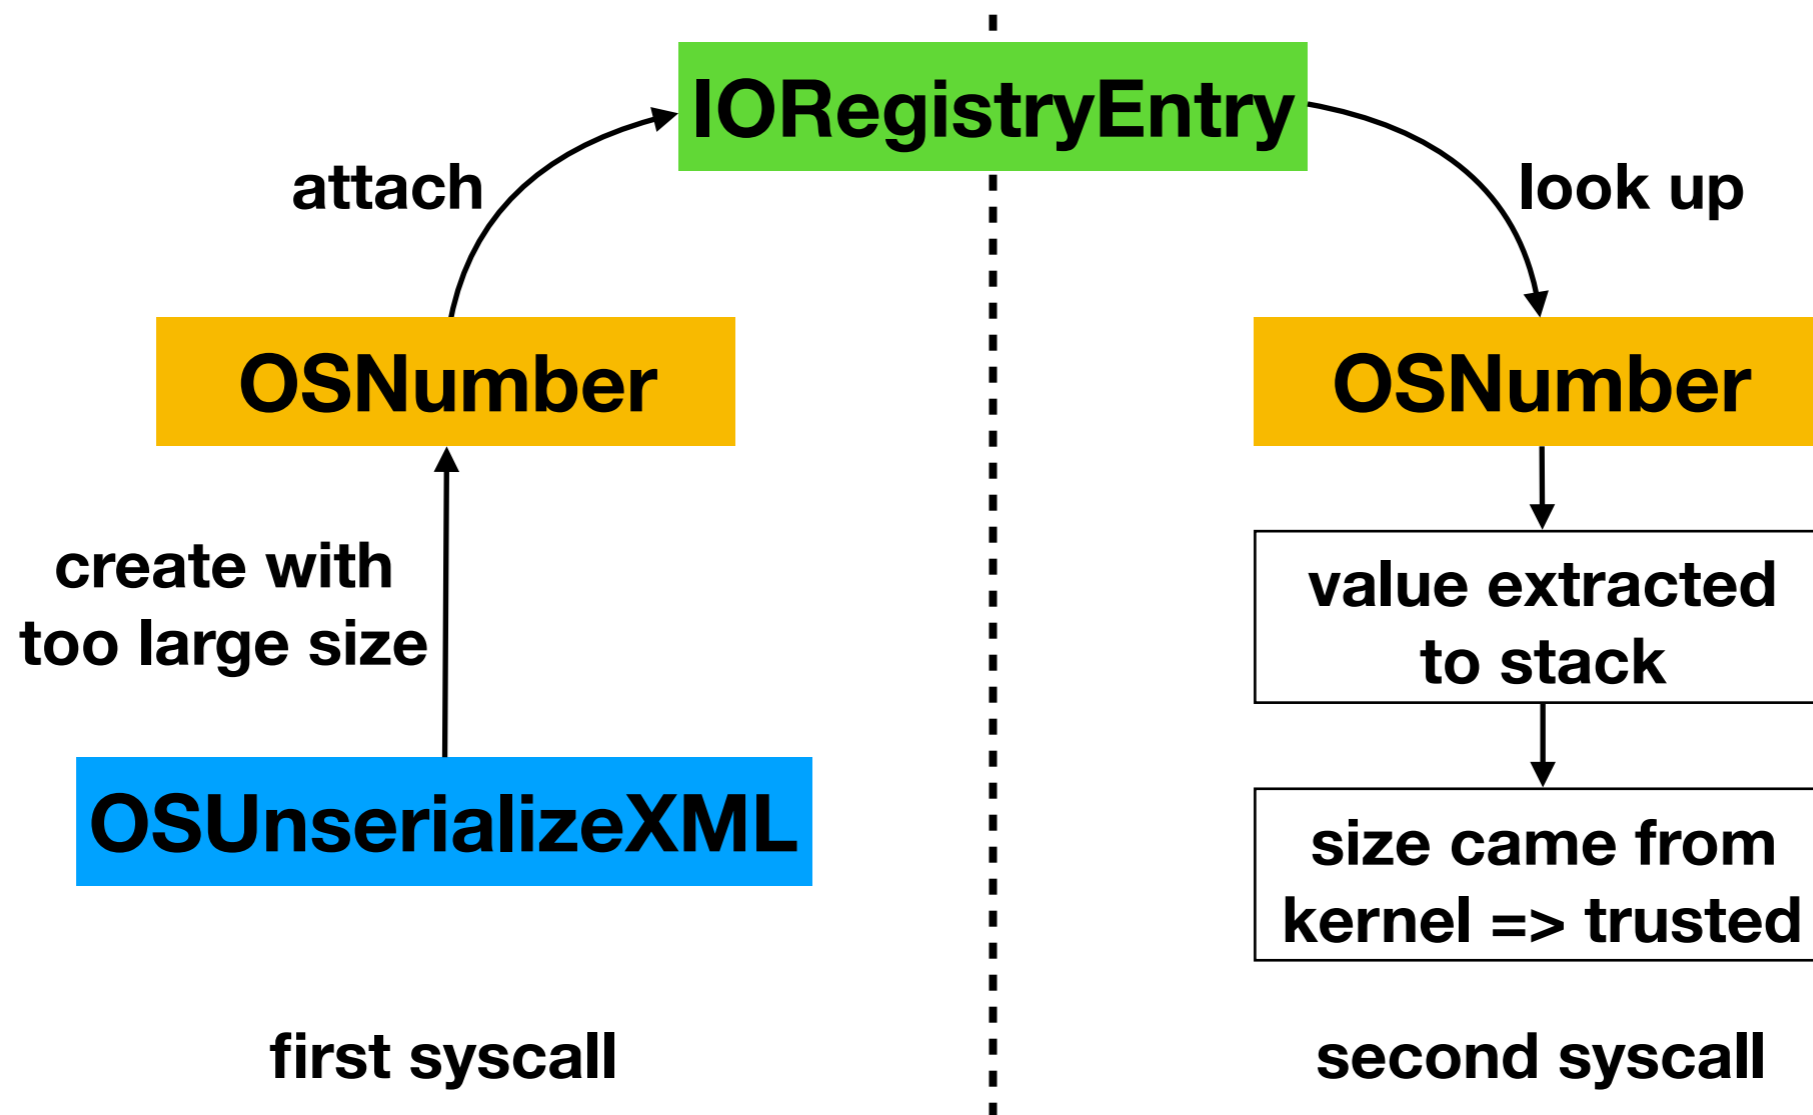 IORegistryEntry
attach
look up
OSNumber
OSNumber
create with
too large size
value extracted
to stack
OSUnserializeXML
size came from
kernel => trusted
first syscall
second syscall